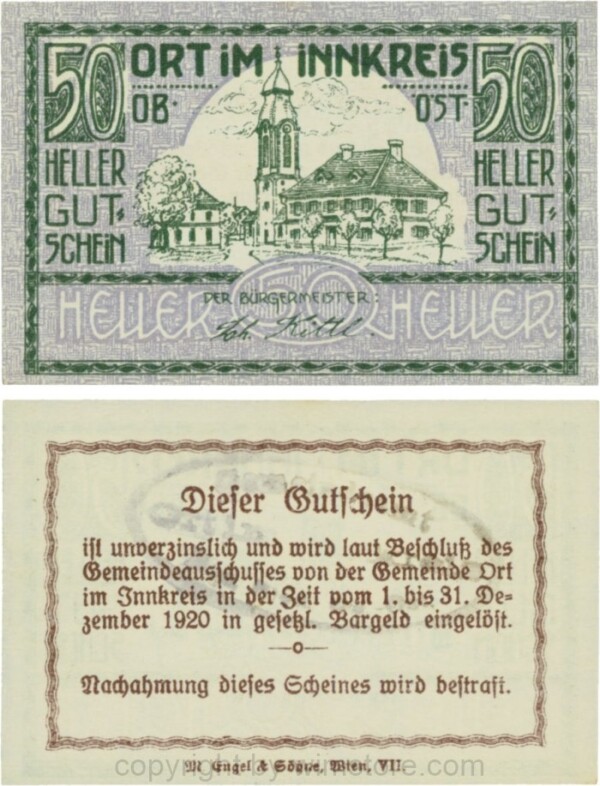 50 ORT IM INNKREIS 50
OB· ÖST·
HELLER HELLER
GUT= GUT=
SCHEIN SCHEIN
DER BÜRGERMEISTER:
HELLER 50 HELLER
Dieser Gutschein
ist unverzinslich und wird laut Beschluß des
Gemeindeausschusses von der Gemeinde Ort
im Innkreis in der Zeit vom 1. bis 31. De=
zember 1920 in gesetzl. Bargeld eingelöst.
Nachahmung dieses Scheines wird bestraft.
M. Engel & Söhne, Wien, VII.